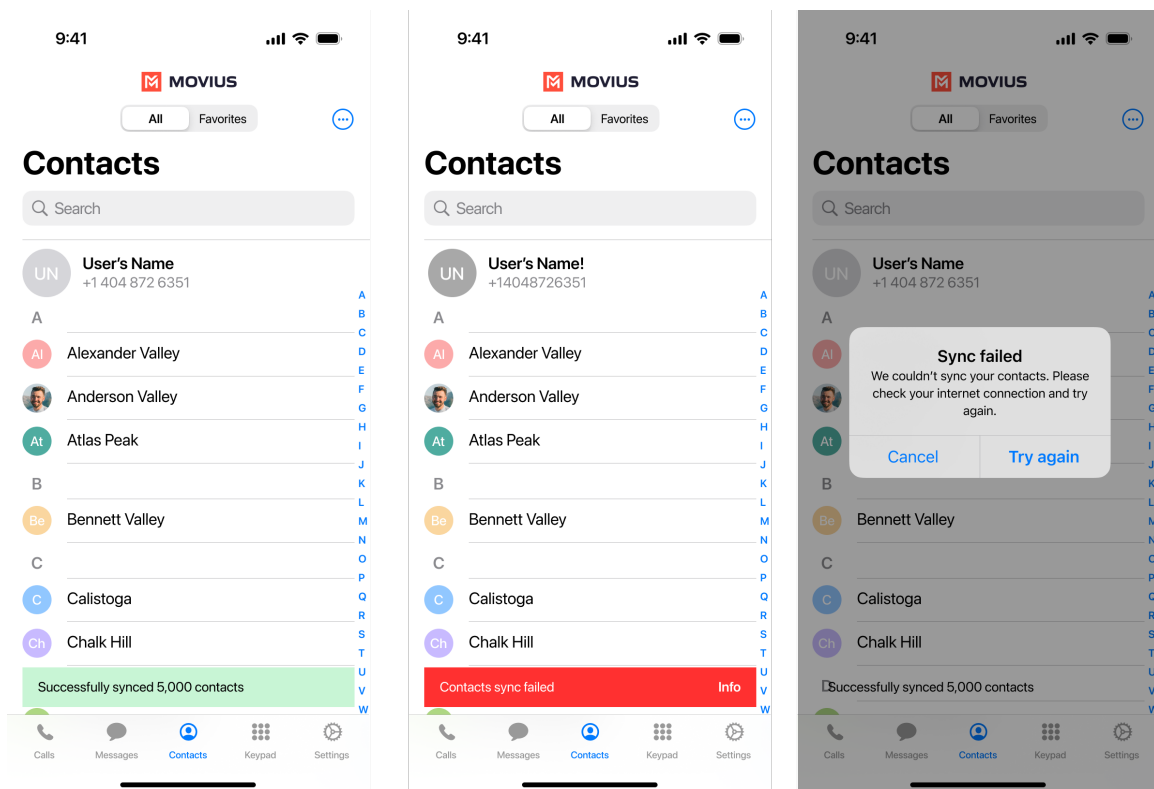 9:41
MOVIUS
All Favorites
Contacts
Search
UN
User's Name
+1 404 872 6351
A
Al Alexander Valley
Anderson Valley
At Atlas Peak
B
Be Bennett Valley
C
C Calistoga
Ch Chalk Hill
Successfully synced 5,000 contacts
A
B
C
D
E
F
G
H
I
J
K
L
M
N
O
P
Q
R
S
T
U
V
W
Calls Messages Contacts Keypad Settings
9:41
MOVIUS
All Favorites
Contacts
Search
UN
User's Name!
+14048726351
A
Al Alexander Valley
Anderson Valley
At Atlas Peak
B
Be Bennett Valley
C
C Calistoga
Ch Chalk Hill
Contacts sync failed Info
A
B
C
D
E
F
G
H
I
J
K
L
M
N
O
P
Q
R
S
T
U
V
W
Calls Messages Contacts Keypad Settings
9:41
MOVIUS
All Favorites
Contacts
Search
UN
User's Name
+1 404 872 6351
A
Al
Sync failed
We couldn't sync your contacts. Please
check your internet connection and try
again.
Cancel Try again
At
B
Be Bennett Valley
C
C Calistoga
Ch Chalk Hill
D
Successfully synced 5,000 contacts
A
B
C
D
E
F
G
H
I
J
K
L
M
N
O
P
Q
R
S
T
U
V
W
Calls Messages Contacts Keypad Settings